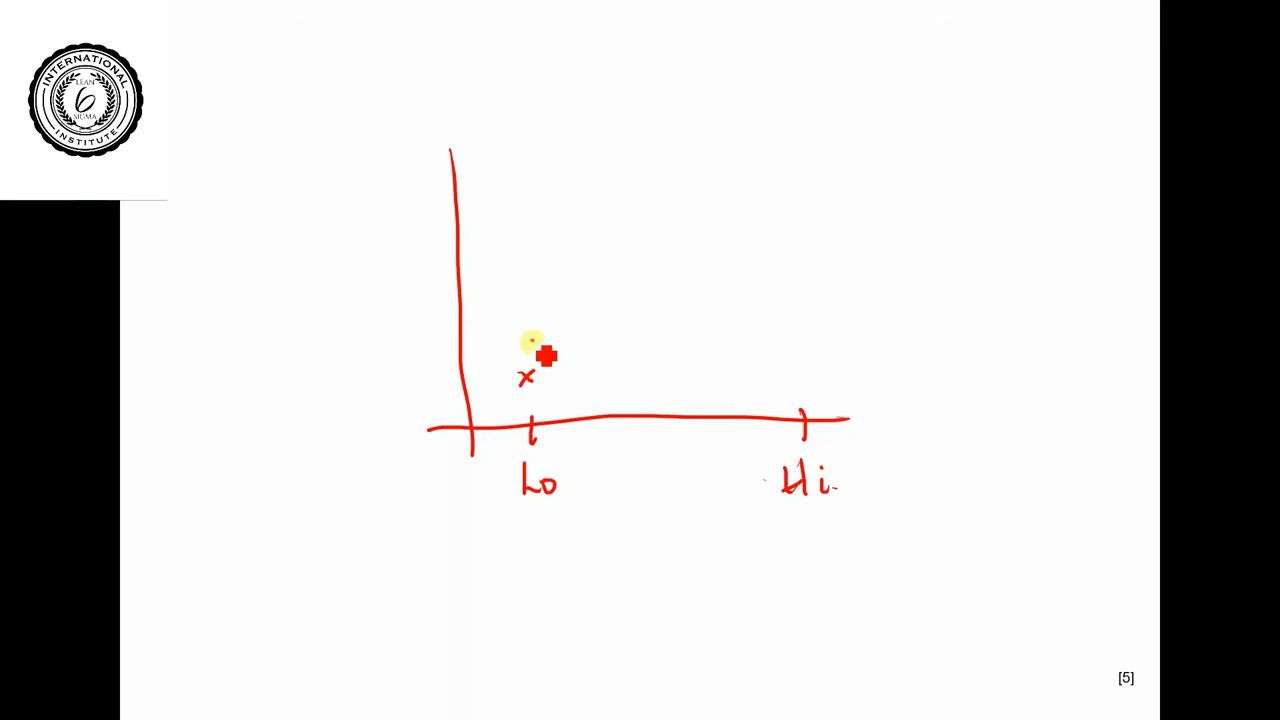 INTERNATIONAL
LEAN
6
SIGMA
INSTITUTE
x
Lo
Hi
[5]